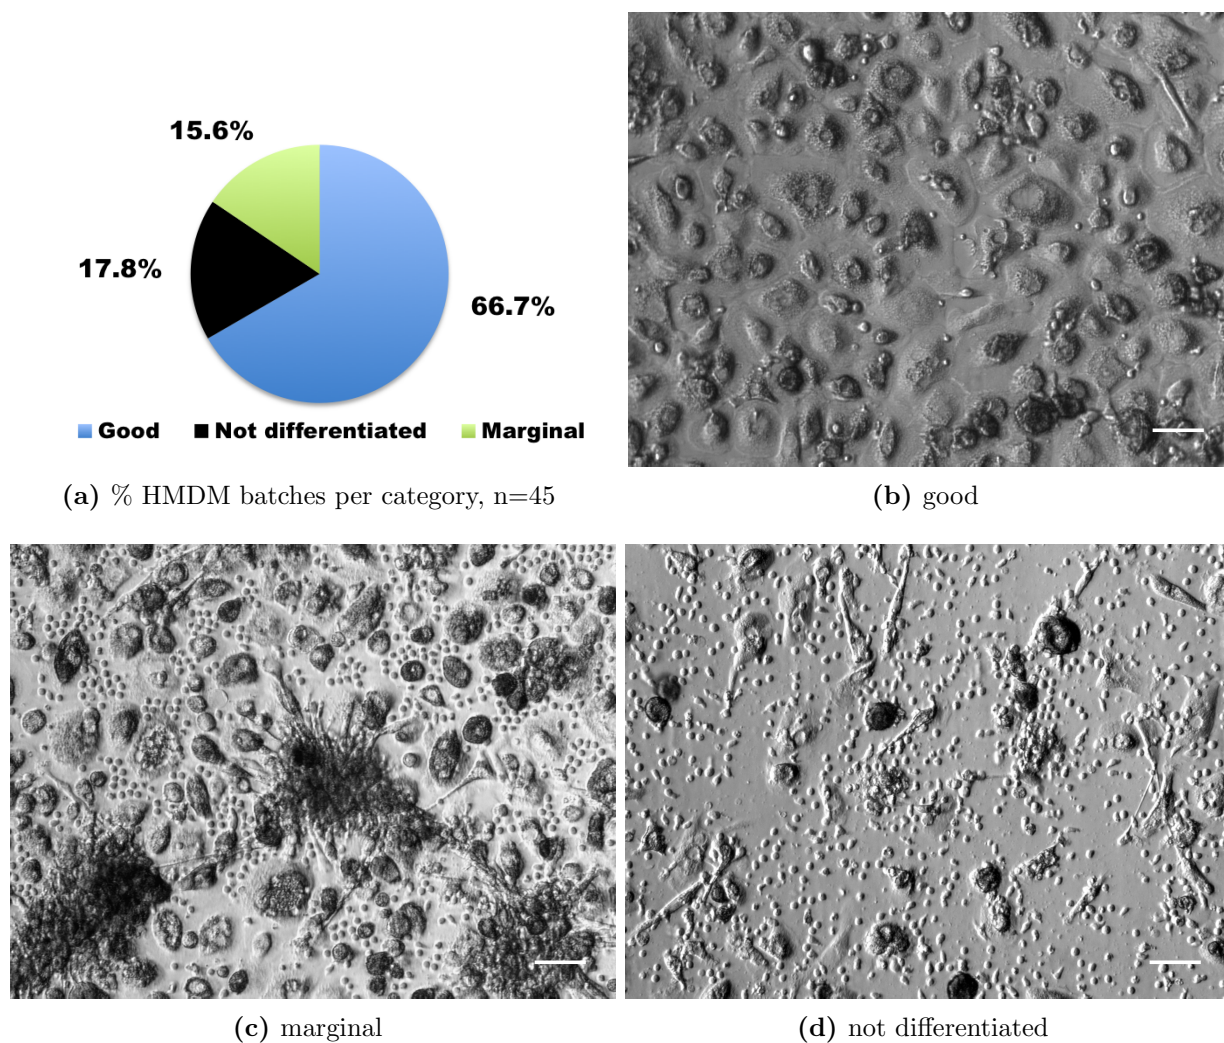 15.6%
17.8%
66.7%
Good Not differentiated Marginal
(a) % HMDM batches per category, n=45
(b) good
(c) marginal
(d) not differentiated